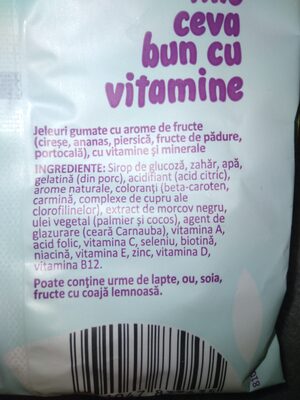 ceva
bun cu
vitamine
Jeleuri gumate cu arome de fructe
(cireșe, ananas, piersică, fructe de pădure,
portocală), cu vitamine și minerale
INGREDIENTE: Sirop de glucoză, zahăr, apă,
gelatină (din porc), acidifiant (acid citric),
arome naturale, coloranți (beta-caroten,
carmină, complexe de cupru ale
clorofilinelor), extract de morcov negru,
ulei vegetal (palmier și cocos), agent de
glazurare (ceară Carnauba), vitamina A,
acid folic, vitamina C, seleniu, biotină,
niacină, vitamina E, zinc, vitamina D,
vitamina B12.
Poate conține urme de lapte, ou, soia,
fructe cu coajă lemnoasă.